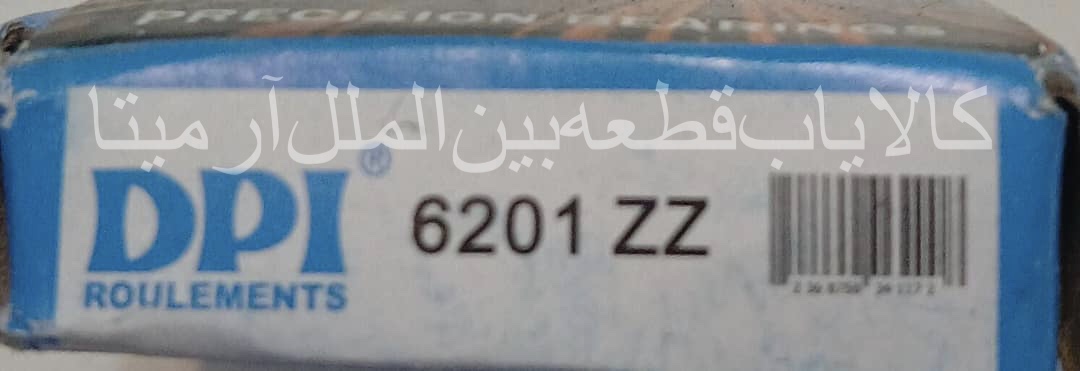 PRECISION BEARINGS
کالایاب قطعه بین الملل آرمیتا
DPI®
ROULEMENTS
6201 ZZ